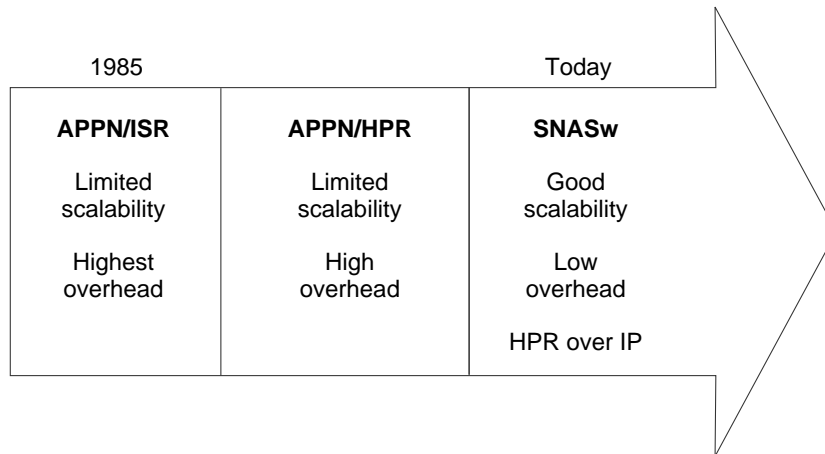 1985
Today
APPN/ISR
Limited
scalability
Highest
overhead
APPN/HPR
Limited
scalability
High
overhead
SNASw
Good
scalability
Low
overhead
HPR over IP